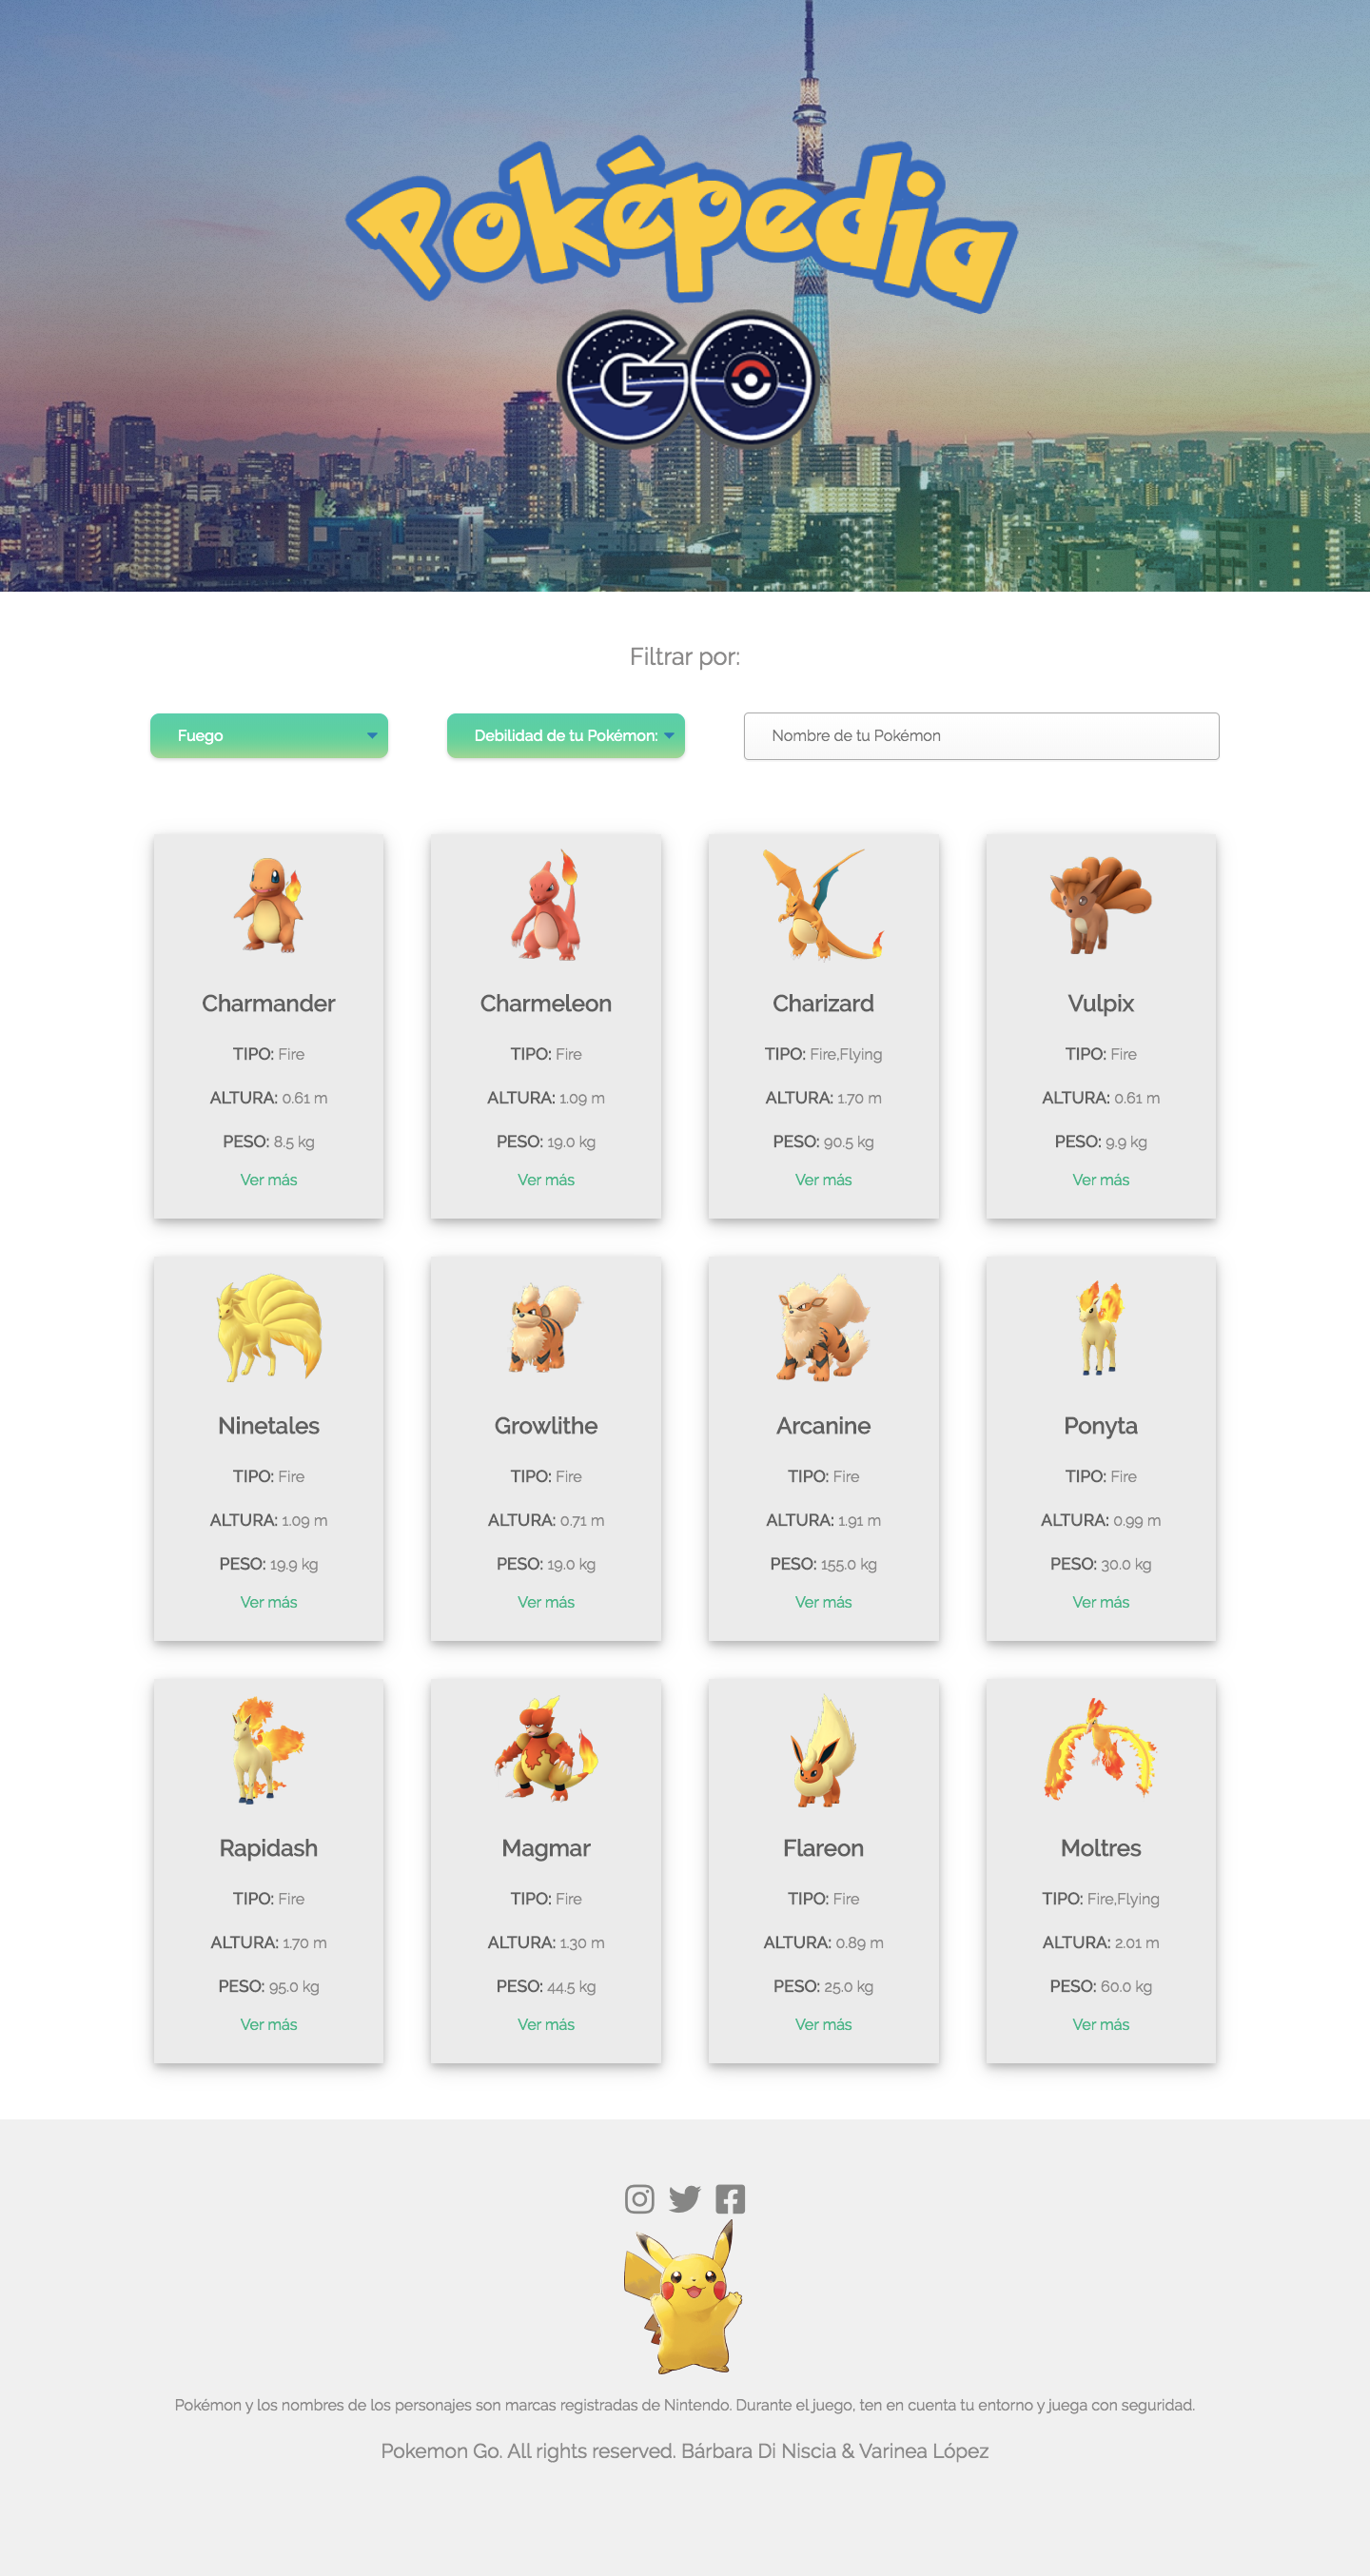 Poképedia
GO
Filtrar por:
Fuego
Debilidad de tu Pokémon:
Nombre de tu Pokémon
Charmander
TIPO: Fire
ALTURA: 0.61 m
PESO: 8.5 kg
Ver más
Charmeleon
TIPO: Fire
ALTURA: 1.09 m
PESO: 19.0 kg
Ver más
Charizard
TIPO: Fire,Flying
ALTURA: 1.70 m
PESO: 90.5 kg
Ver más
Vulpix
TIPO: Fire
ALTURA: 0.61 m
PESO: 9.9 kg
Ver más
Ninetales
TIPO: Fire
ALTURA: 1.09 m
PESO: 19.9 kg
Ver más
Growlithe
TIPO: Fire
ALTURA: 0.71 m
PESO: 19.0 kg
Ver más
Arcanine
TIPO: Fire
ALTURA: 1.91 m
PESO: 155.0 kg
Ver más
Ponyta
TIPO: Fire
ALTURA: 0.99 m
PESO: 30.0 kg
Ver más
Rapidash
TIPO: Fire
ALTURA: 1.70 m
PESO: 95.0 kg
Ver más
Magmar
TIPO: Fire
ALTURA: 1.30 m
PESO: 44.5 kg
Ver más
Flareon
TIPO: Fire
ALTURA: 0.89 m
PESO: 25.0 kg
Ver más
Moltres
TIPO: Fire,Flying
ALTURA: 2.01 m
PESO: 60.0 kg
Ver más
Pokémon y los nombres de los personajes son marcas registradas de Nintendo. Durante el juego, ten en cuenta tu entorno y juega con seguridad.
Pokemon Go. All rights reserved. Bárbara Di Niscia & Varinea López